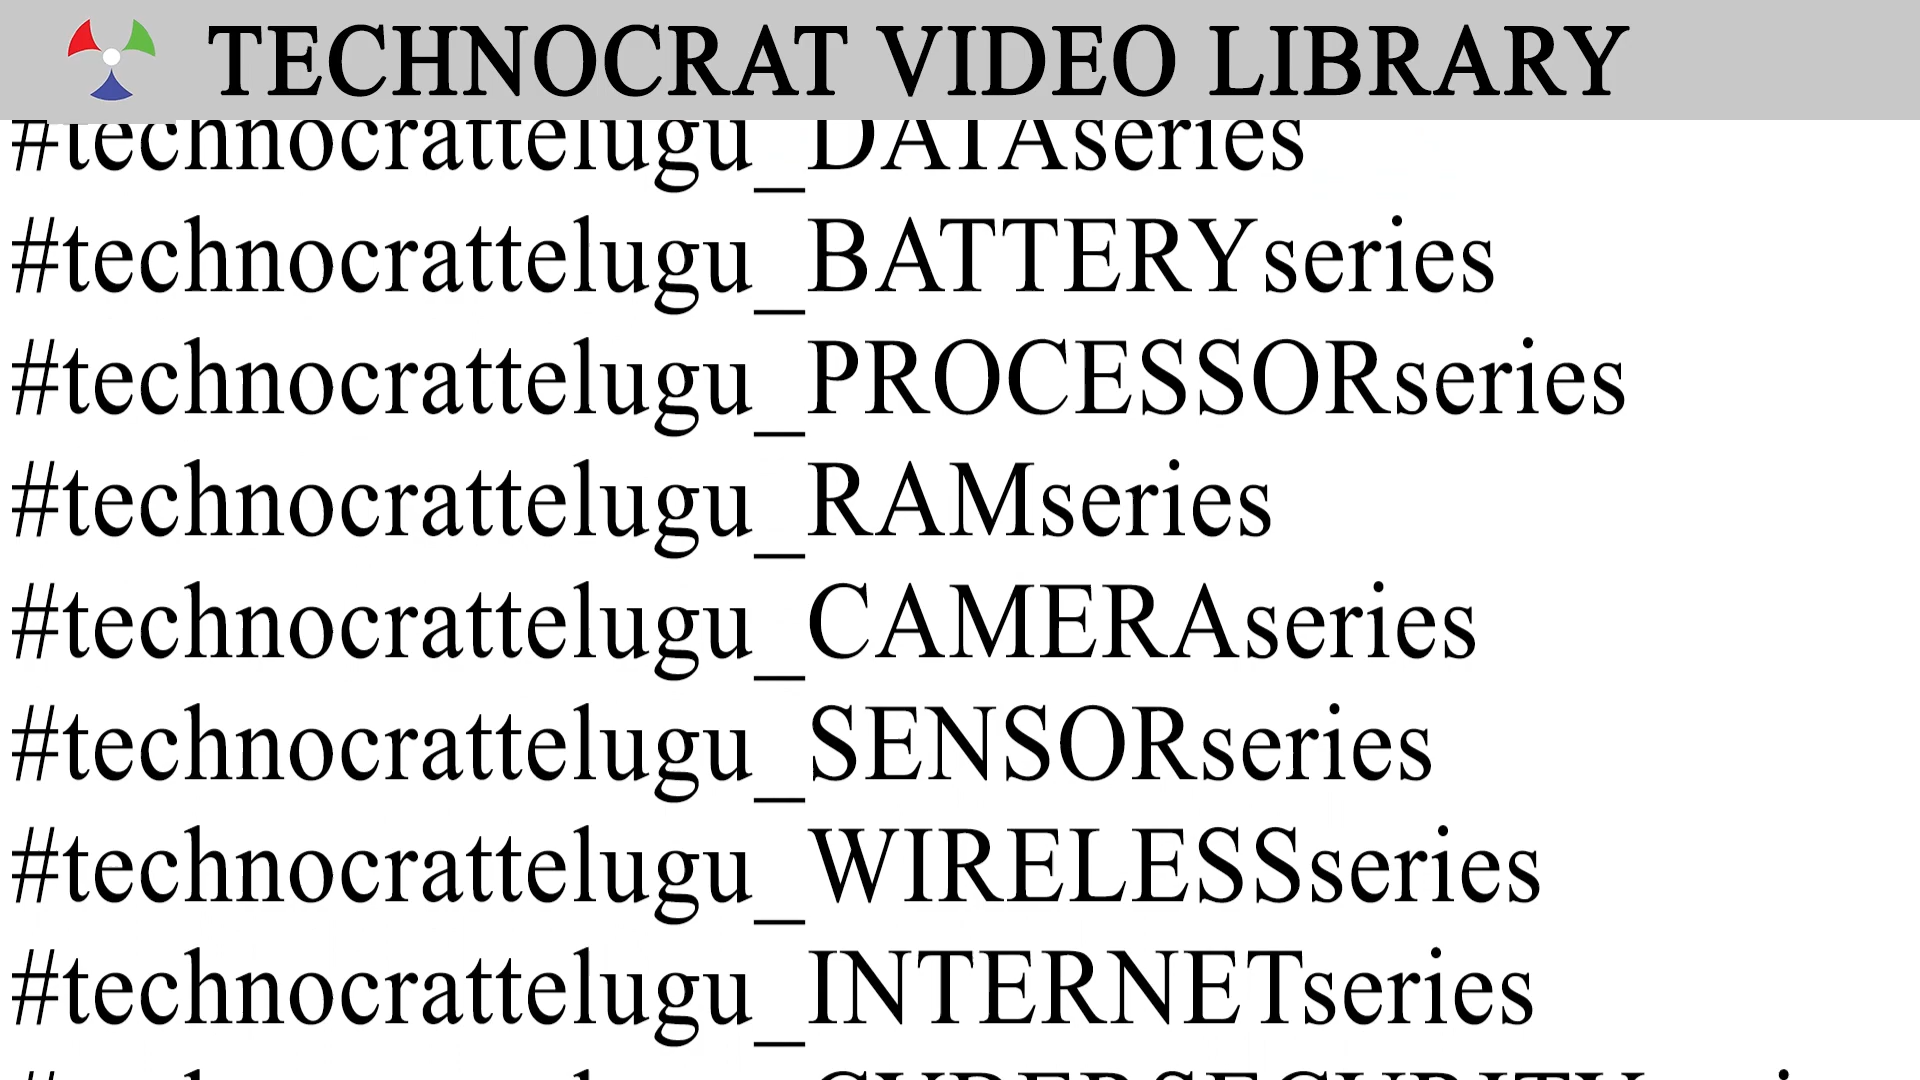 TECHNOCRAT VIDEO LIBRARY
#technocrattelugu_DATAseries
#technocrattelugu_BATTERYseries
#technocrattelugu_PROCESSORseries
#technocrattelugu_RAMseries
#technocrattelugu_CAMERAseries
#technocrattelugu_SENSORseries
#technocrattelugu_WIRELESSseries
#technocrattelugu_INTERNETseries